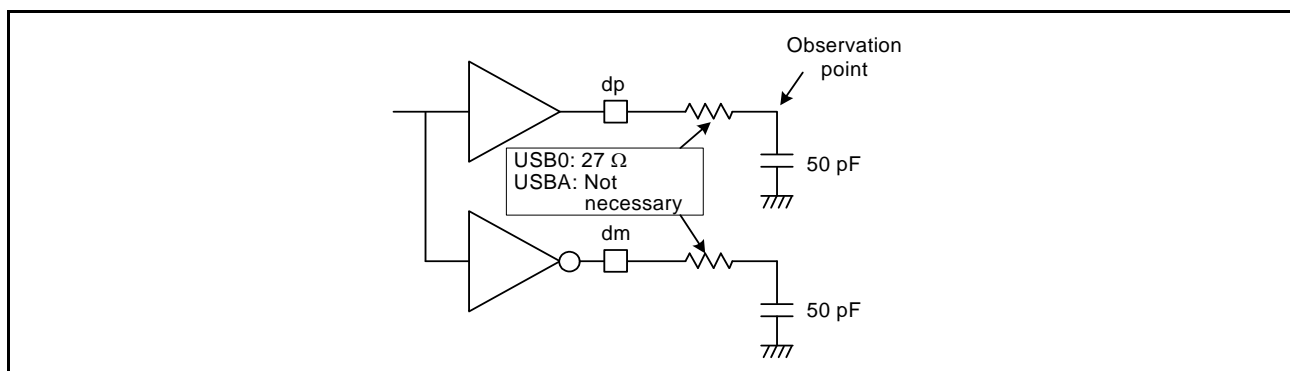 Observation
point
dp
USB0: 27 Ω
USBA: Not
necessary
50 pF
dm
50 pF